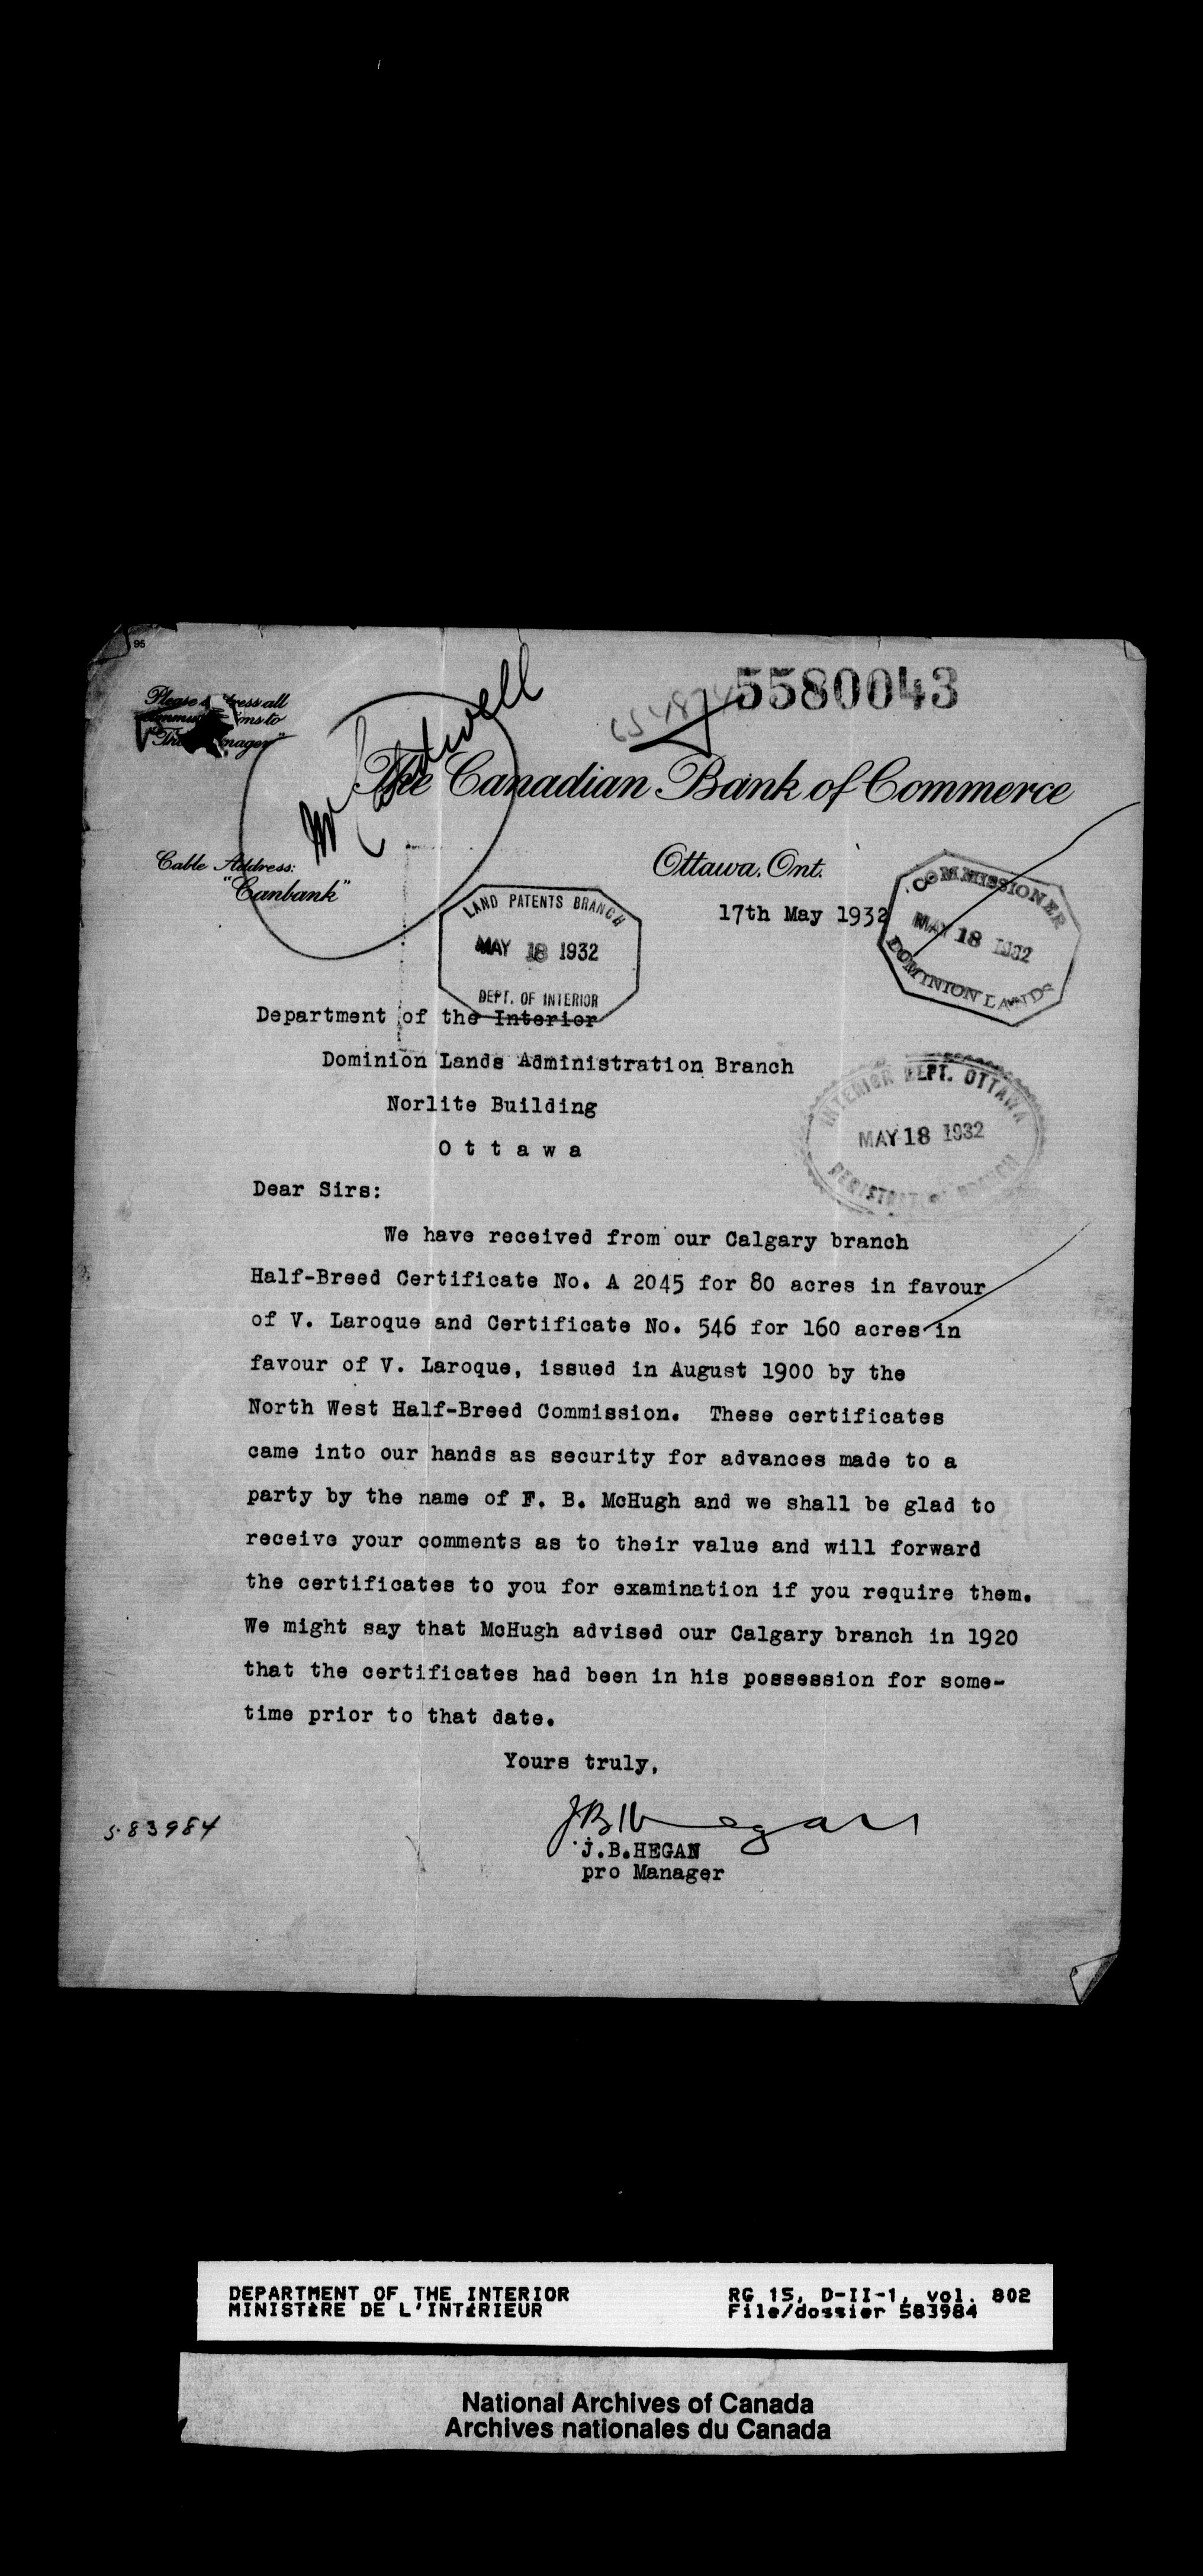 95
5580043
Please address all
communications to
"The Manager"
Mr
The Canadian Bank of Commerce
Cable Address:
"Canbank"
Ottawa, Ont.
17th May 1932
COMMISSIONER
MAY 18 1932
DOMINION LANDS
LAND PATENTS BRANCH
MAY 18 1932
DEPT. OF INTERIOR
Department of the Interior
Dominion Lands Administration Branch
Norlite Building
O t t a w a
INTERIOR DEPT. OTTAWA
MAY 18 1932
REGISTRATION BRANCH
Dear Sirs:
We have received from our Calgary branch
Half-Breed Certificate No. A 2045 for 80 acres in favour
of V. Laroque and Certificate No. 546 for 160 acres in
favour of V. Laroque, issued in August 1900 by the
North West Half-Breed Commission. These certificates
came into our hands as security for advances made to a
party by the name of F. B. McHugh and we shall be glad to
receive your comments as to their value and will forward
the certificates to you for examination if you require them.
We might say that McHugh advised our Calgary branch in 1920
that the certificates had been in his possession for some-
time prior to that date.
Yours truly,
JBHegan
J.B.HEGAN
pro Manager
583984
DEPARTMENT OF THE INTERIOR
MINISTÈRE DE L'INTÉRIEUR
RG 15, D-II-1, vol. 802
File/dossier 583984
National Archives of Canada
Archives nationales du Canada